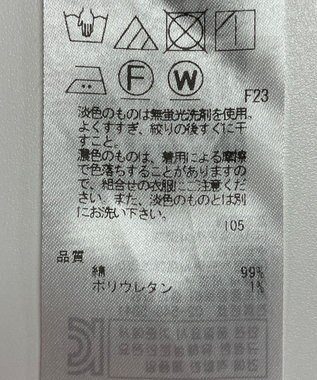 F
W
F23
淡色のものは無蛍光洗剤を使用。
よくすすぎ、絞りの後すぐに干
すこと。
濃色のものは、着用による摩擦
で色落ちすることがありますの
で、組合せの衣服にご注意くださ
い。また、淡色のものとは別
にお洗い下さい。
105
品質
綿 99%
ポリウレタン 1%